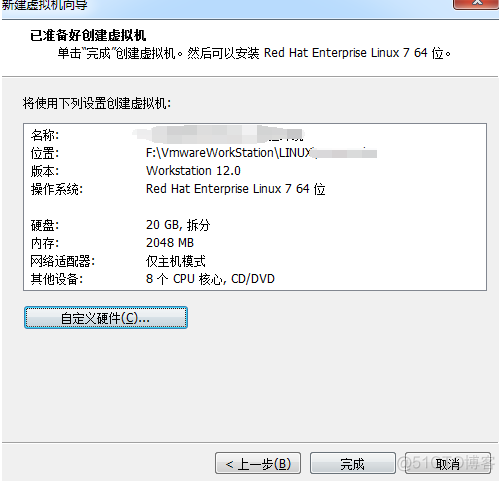 新建虚拟机向导
已准备好创建虚拟机
单击"完成"创建虚拟机。然后可以安装 Red Hat Enterprise Linux 7 64 位。
将使用下列设置创建虚拟机:
名称:
位置: F:\VmwareWorkStation\LINUX
版本: Workstation 12.0
操作系统: Red Hat Enterprise Linux 7 64 位
硬盘: 20 GB, 拆分
内存: 2048 MB
网络适配器: 仅主机模式
其他设备: 8 个 CPU 核心, CD/DVD
自定义硬件(C)...
< 上一步(B) 完成 取消
@51CTO博客